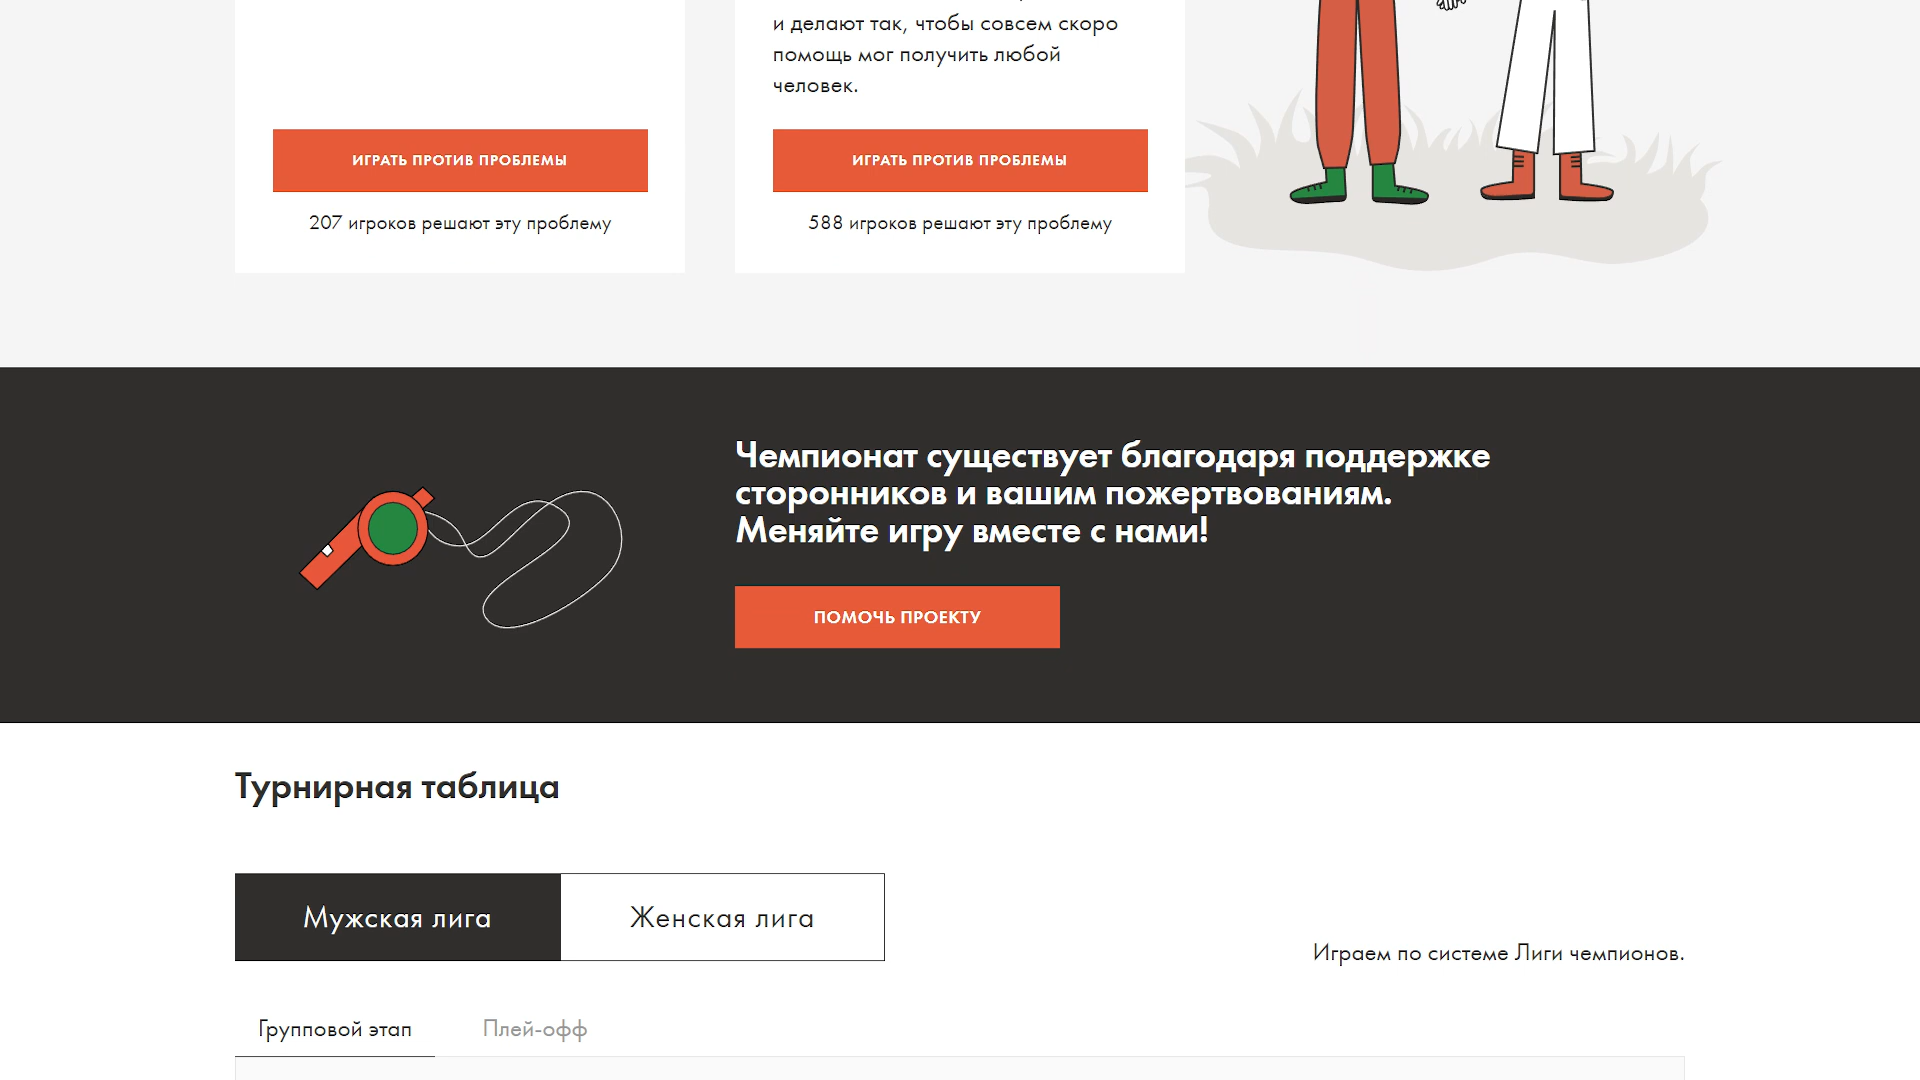 и делают так, чтобы совсем скоро
помощь мог получить любой
человек.
ИГРАТЬ ПРОТИВ ПРОБЛЕМЫ
207 игроков решают эту проблему
ИГРАТЬ ПРОТИВ ПРОБЛЕМЫ
588 игроков решают эту проблему
Чемпионат существует благодаря поддержке
сторонников и вашим пожертвованиям.
Меняйте игру вместе с нами!
ПОМОЧЬ ПРОЕКТУ
Турнирная таблица
Мужская лига
Женская лига
Играем по системе Лиги чемпионов.
Групповой этап
Плей-офф